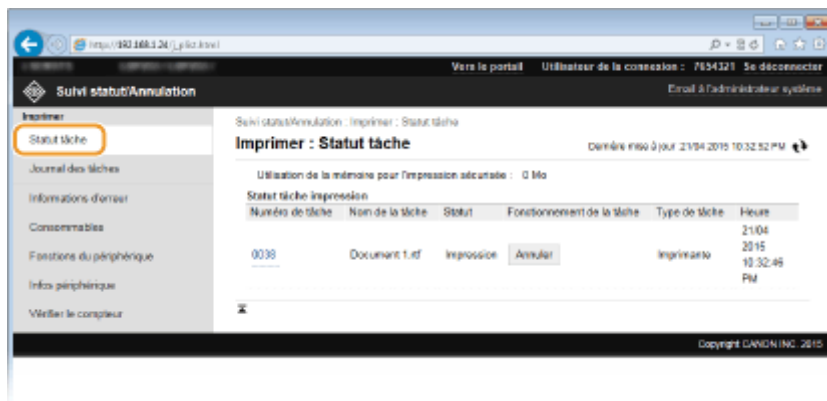 http://192.168.1.24/j_plist.html
Vers le portail Utilisateur de la connexion : 7654321 Se déconnecter
Suivi statut/Annulation
Email à l'administrateur système
Imprimer
Statut tâche
Journal des tâches
Informations d'erreur
Consommables
Fonctions du périphérique
Infos périphérique
Vérifier le compteur
Suivi statut/Annulation : Imprimer : Statut tâche
Imprimer : Statut tâche
Dernière mise à jour :21/04 2015 10:32:52 PM
Utilisation de la mémoire pour l'impression sécurisée : 0 Mo
Statut tâche impression
Numéro de tâche Nom de la tâche Statut Fonctionnement de la tâche Type de tâche Heure
0038 Document 1.rtf Impression Annuler Imprimante 21/04 2015 10:32:46 PM
Copyright CANON INC. 2015